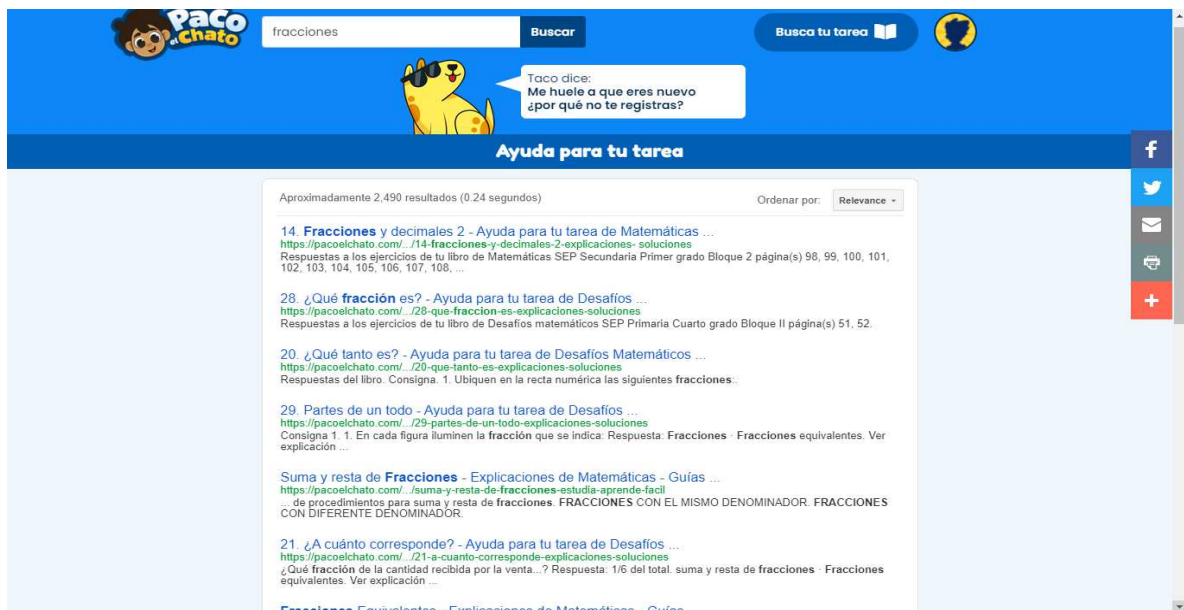 Paco
el Chato
fracciones
Buscar
Busca tu tarea
Taco dice:
Me huele a que eres nuevo
¿por qué no te registras?
Ayuda para tu tarea
f
Aproximadamente 2,490 resultados (0.24 segundos)
Ordenar por: Relevance
14. Fracciones y decimales 2 - Ayuda para tu tarea de Matemáticas ...
https://pacoelchato.com/.../14-fracciones-y-decimales-2-explicaciones- soluciones
Respuestas a los ejercicios de tu libro de Matemáticas SEP Secundaria Primer grado Bloque 2 página(s) 98, 99, 100, 101,
102, 103, 104, 105, 106, 107, 108, ...
28. ¿Qué fracción es? - Ayuda para tu tarea de Desafíos ...
https://pacoelchato.com/.../28-que-fraccion-es-explicaciones-soluciones
Respuestas a los ejercicios de tu libro de Desafíos matemáticos SEP Primaria Cuarto grado Bloque II página(s) 51, 52.
20. ¿Qué tanto es? - Ayuda para tu tarea de Desafíos Matemáticos ...
https://pacoelchato.com/.../20-que-tanto-es-explicaciones-soluciones
Respuestas del libro. Consigna. 1. Ubiquen en la recta numérica las siguientes fracciones:.
29. Partes de un todo - Ayuda para tu tarea de Desafíos ...
https://pacoelchato.com/.../29-partes-de-un-todo-explicaciones-soluciones
Consigna 1. 1. En cada figura iluminen la fracción que se indica: Respuesta: Fracciones · Fracciones equivalentes. Ver
explicación ...
Suma y resta de Fracciones - Explicaciones de Matemáticas - Guías ...
https://pacoelchato.com/.../suma-y-resta-de-fracciones-estudia-aprende-facil
... de procedimientos para suma y resta de fracciones. FRACCIONES CON EL MISMO DENOMINADOR. FRACCIONES
CON DIFERENTE DENOMINADOR.
21. ¿A cuánto corresponde? - Ayuda para tu tarea de Desafíos ...
https://pacoelchato.com/.../21-a-cuanto-corresponde-explicaciones-soluciones
¿Qué fracción de la cantidad recibida por la venta...? Respuesta: 1/6 del total. suma y resta de fracciones · Fracciones
equivalentes. Ver explicación ...
Fracciones Equivalentes - Explicaciones de Matemáticas - Guías ...